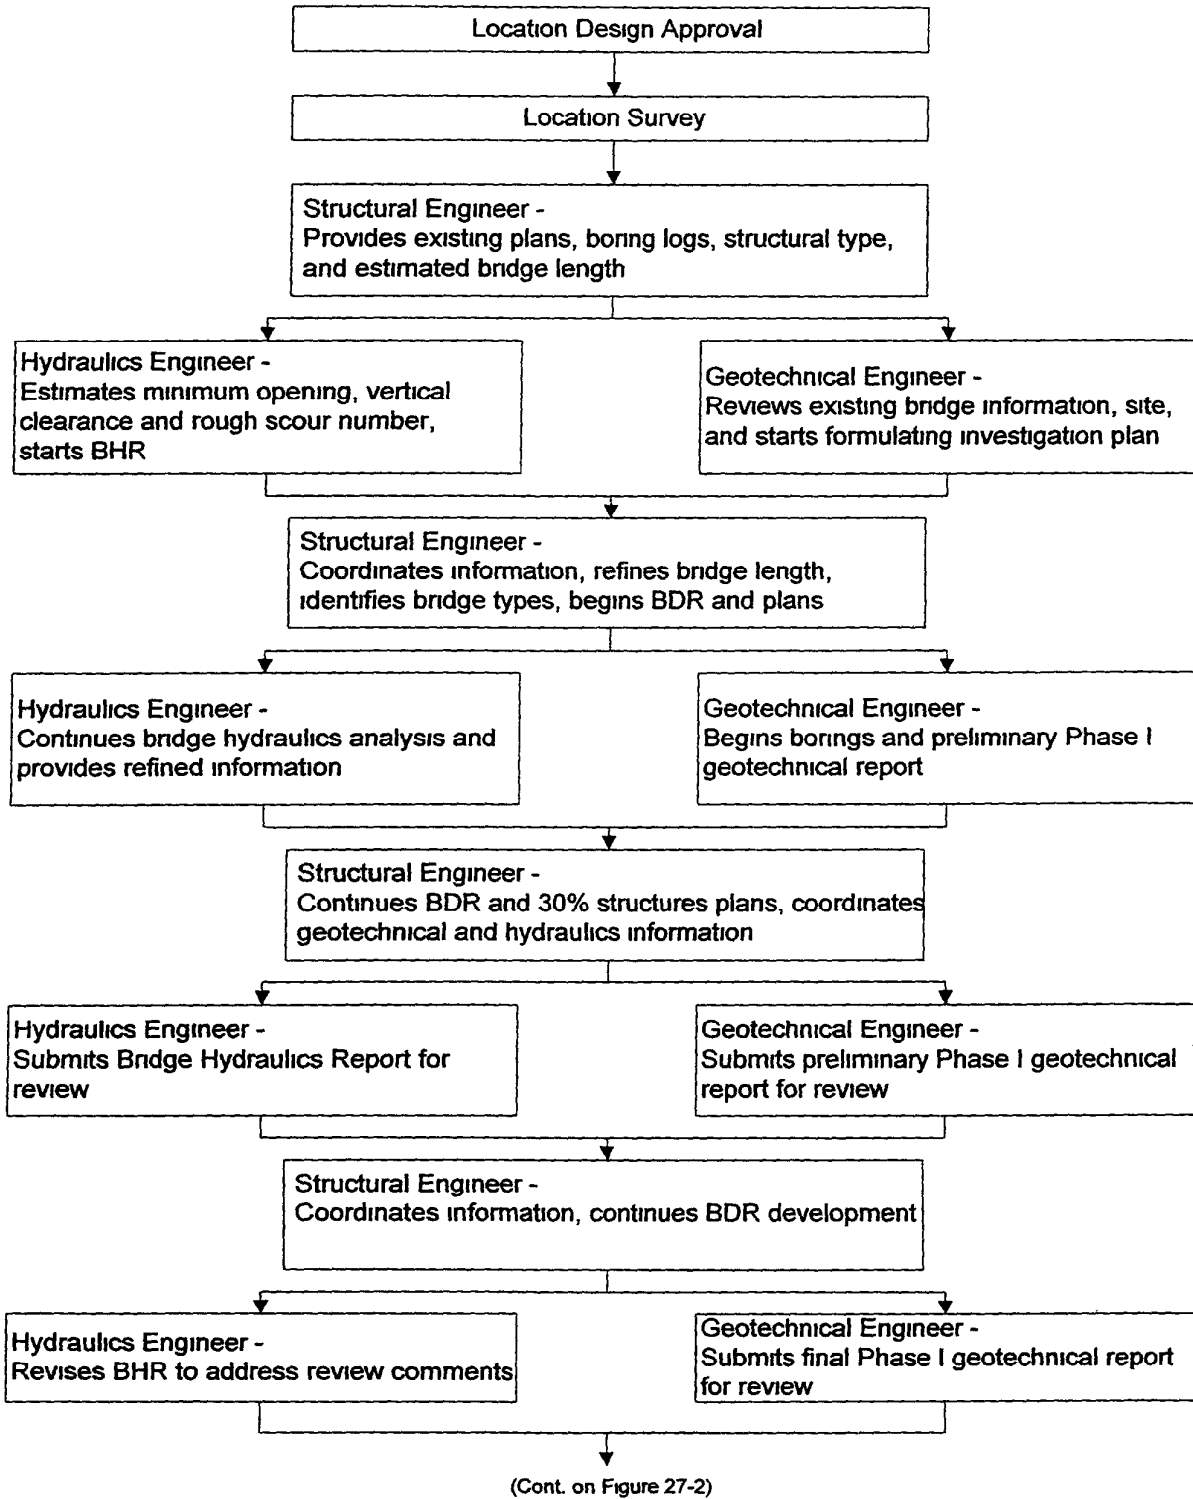 Location Design Approval
Location Survey
Structural Engineer -
Provides existing plans, boring logs, structural type,
and estimated bridge length
Hydraulics Engineer -
Estimates minimum opening, vertical
clearance and rough scour number,
starts BHR
Geotechnical Engineer -
Reviews existing bridge information, site,
and starts formulating investigation plan
Structural Engineer -
Coordinates information, refines bridge length,
identifies bridge types, begins BDR and plans
Hydraulics Engineer -
Continues bridge hydraulics analysis and
provides refined information
Geotechnical Engineer -
Begins borings and preliminary Phase I
geotechnical report
Structural Engineer -
Continues BDR and 30% structures plans, coordinates
geotechnical and hydraulics information
Hydraulics Engineer -
Submits Bridge Hydraulics Report for
review
Geotechnical Engineer -
Submits preliminary Phase I geotechnical
report for review
Structural Engineer -
Coordinates information, continues BDR development
Hydraulics Engineer -
Revises BHR to address review comments
Geotechnical Engineer -
Submits final Phase I geotechnical report
for review
(Cont. on Figure 27-2)